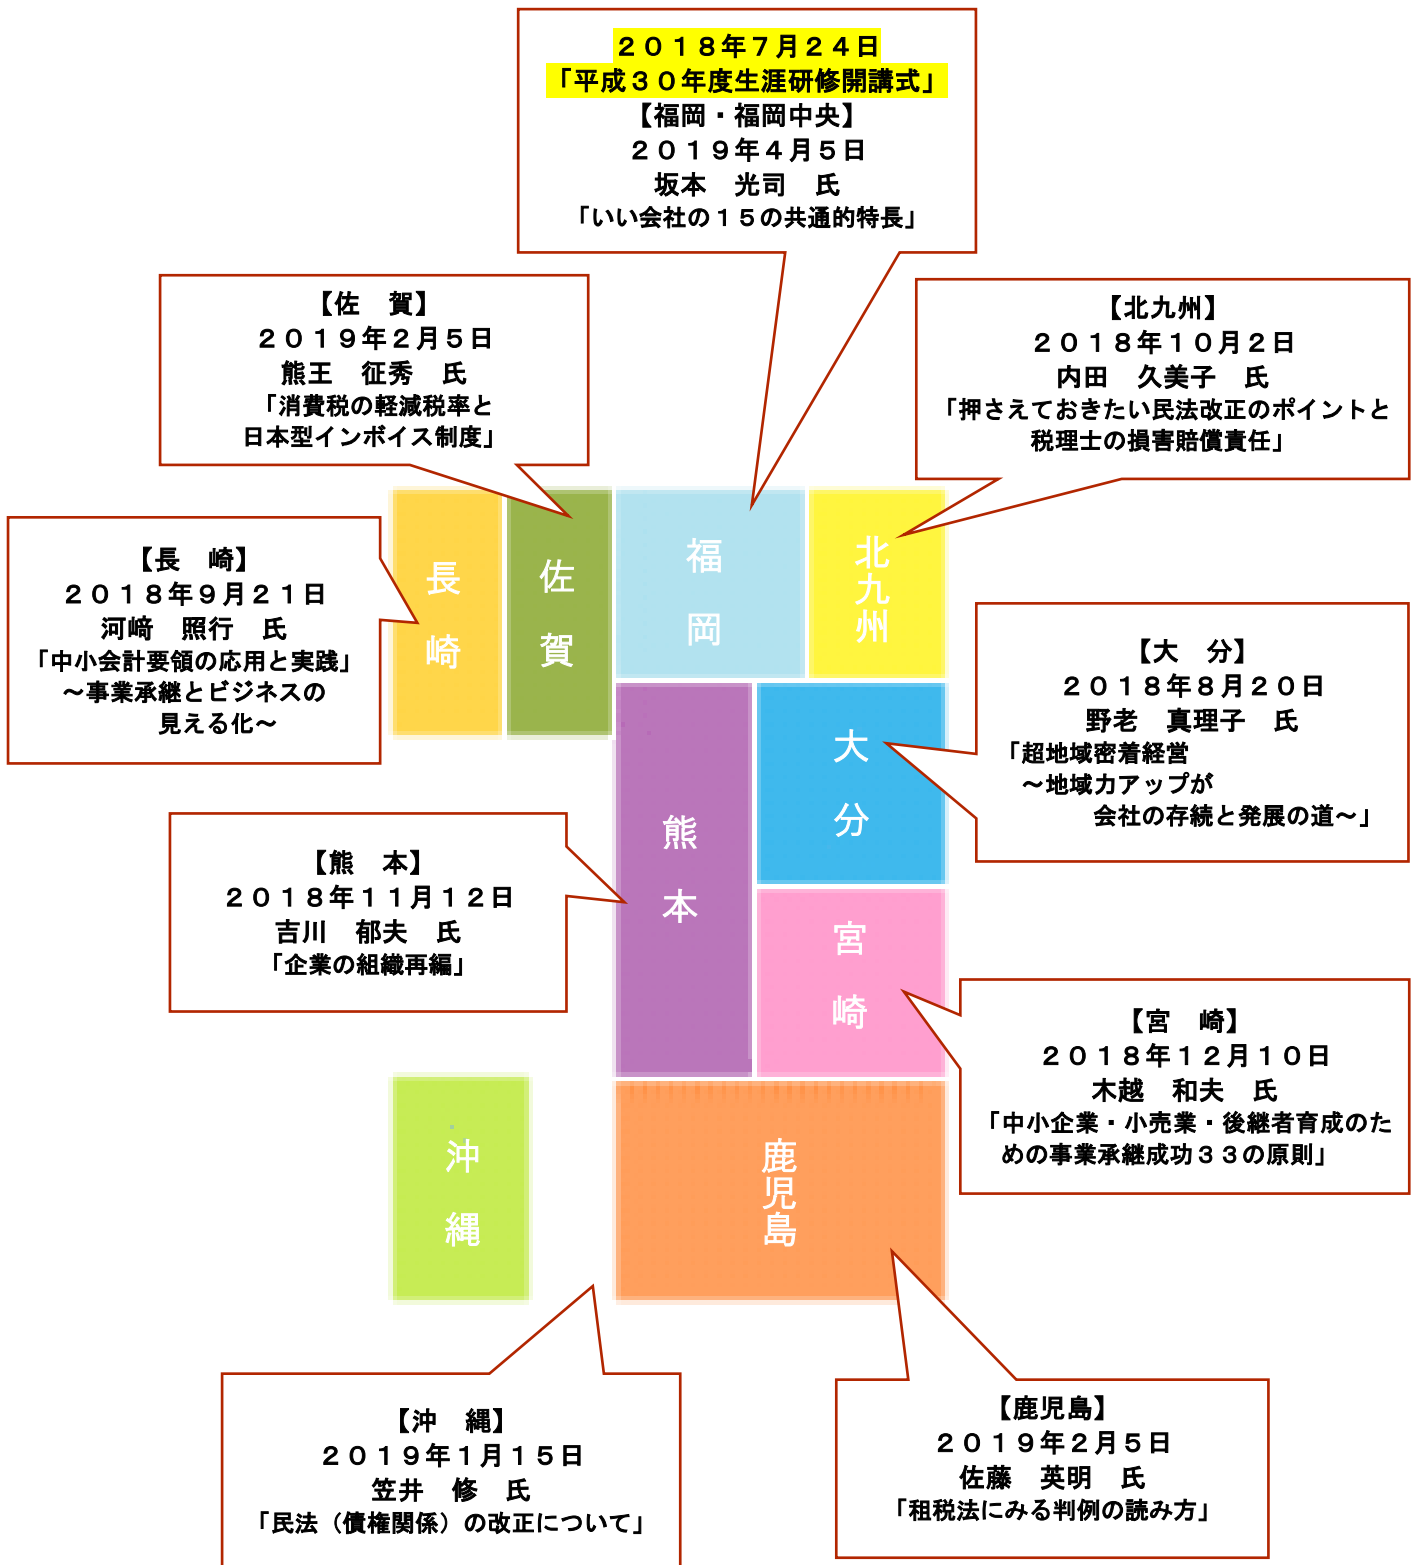 ２０１８年７月２４日
「平成３０年度生涯研修開講式」
【福岡・福岡中央】
２０１９年４月５日
坂本　光司　氏
「いい会社の１５の共通的特長」
【佐　賀】
２０１９年２月５日
熊王　征秀　氏
「消費税の軽減税率と
日本型インボイス制度」
【北九州】
２０１８年１０月２日
内田　久美子　氏
「押さえておきたい民法改正のポイントと
税理士の損害賠償責任」
【長　崎】
２０１８年９月２１日
河﨑　照行　氏
「中小会計要領の応用と実践」
～事業承継とビジネスの
見える化～
長崎
佐賀
福岡
北九州
【大　分】
２０１８年８月２０日
野老　真理子　氏
「超地域密着経営
～地域力アップが
会社の存続と発展の道～」
熊本
大分
【熊　本】
２０１８年１１月１２日
吉川　郁夫　氏
「企業の組織再編」
宮崎
【宮　崎】
２０１８年１２月１０日
木越　和夫　氏
「中小企業・小売業・後継者育成のた
めの事業承継成功３３の原則」
沖縄
鹿児島
【沖　縄】
２０１９年１月１５日
笠井　修　氏
「民法（債権関係）の改正について」
【鹿児島】
２０１９年２月５日
佐藤　英明　氏
「租税法にみる判例の読み方」